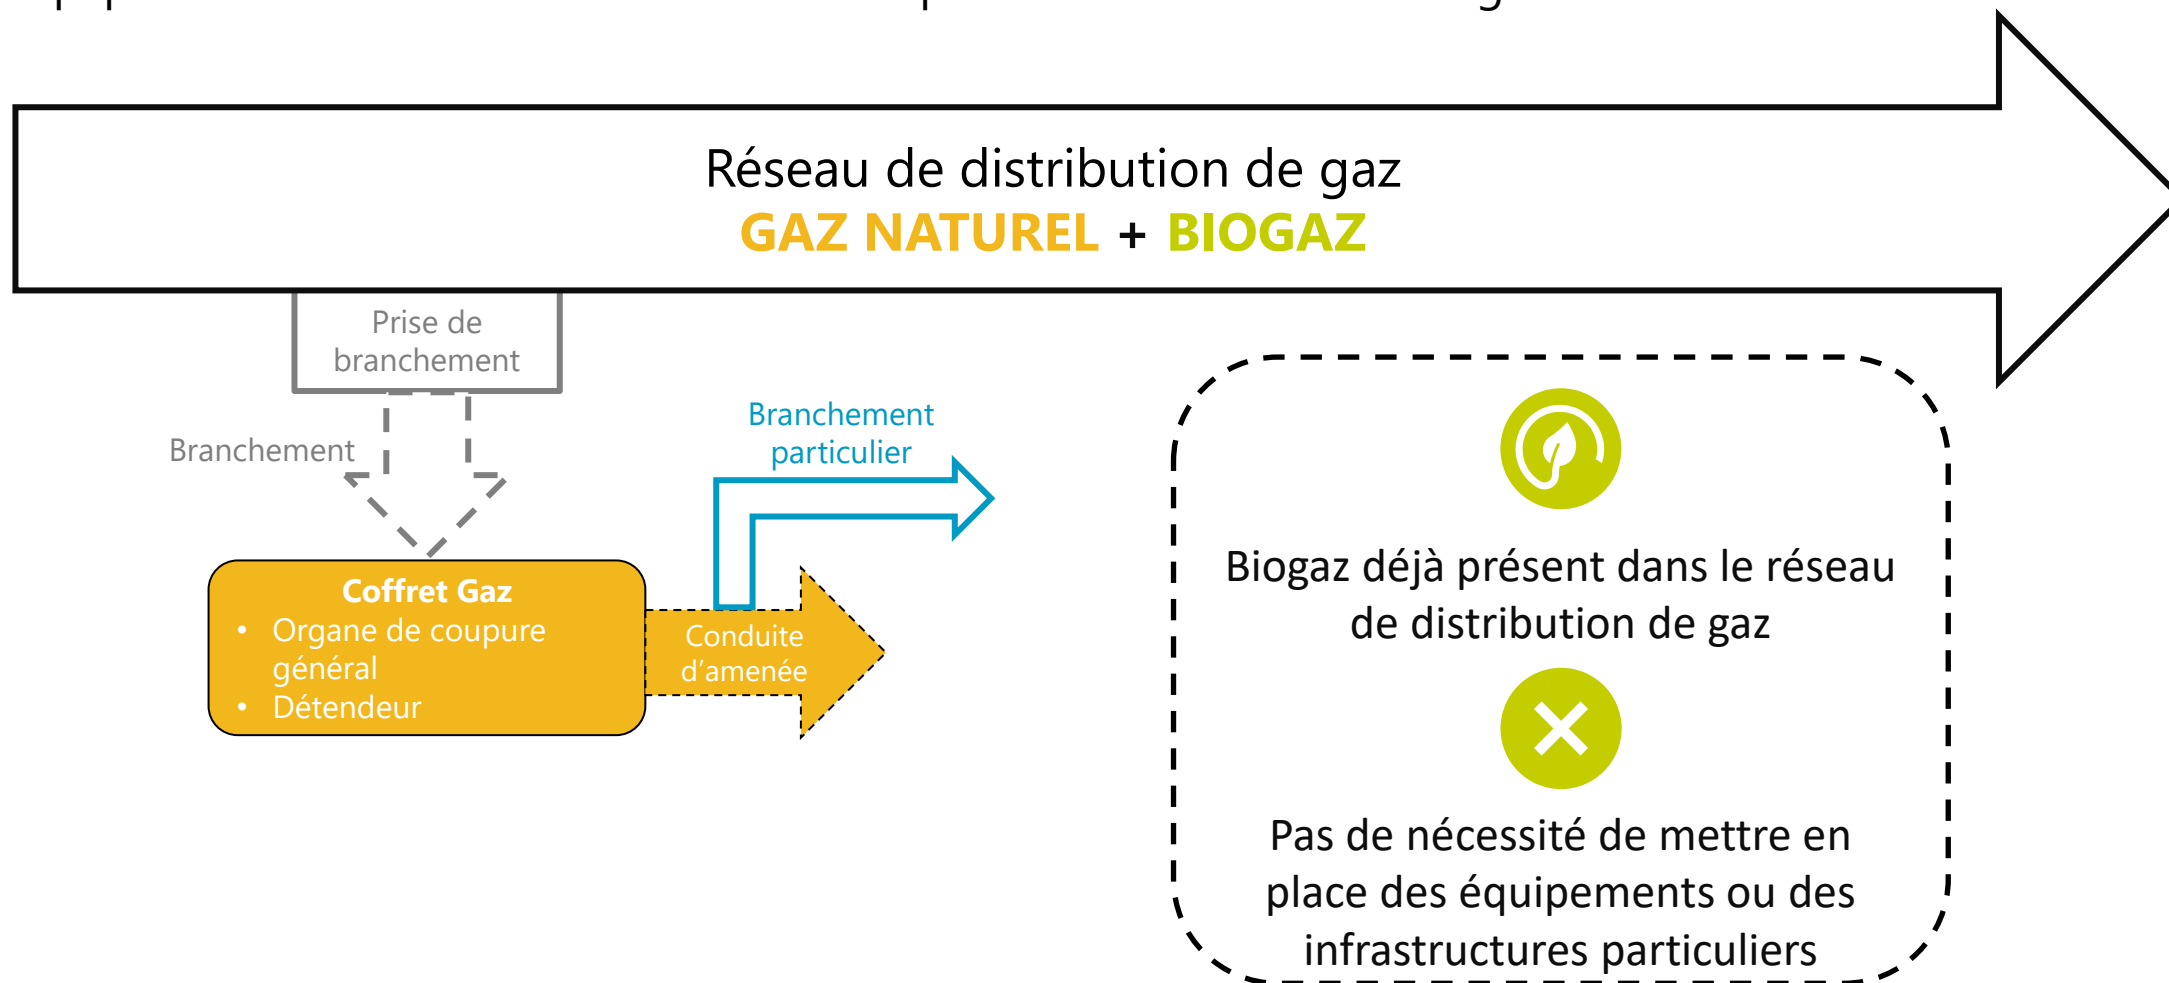 Réseau de distribution de gaz
GAZ NATUREL + BIOGAZ
Prise de
branchement
Branchement
Branchement
particulier
Coffret Gaz
• Organe de coupure
général
• Détendeur
Conduite
d'amenée
Biogaz déjà présent dans le réseau
de distribution de gaz
Pas de nécessité de mettre en
place des équipements ou des
infrastructures particuliers